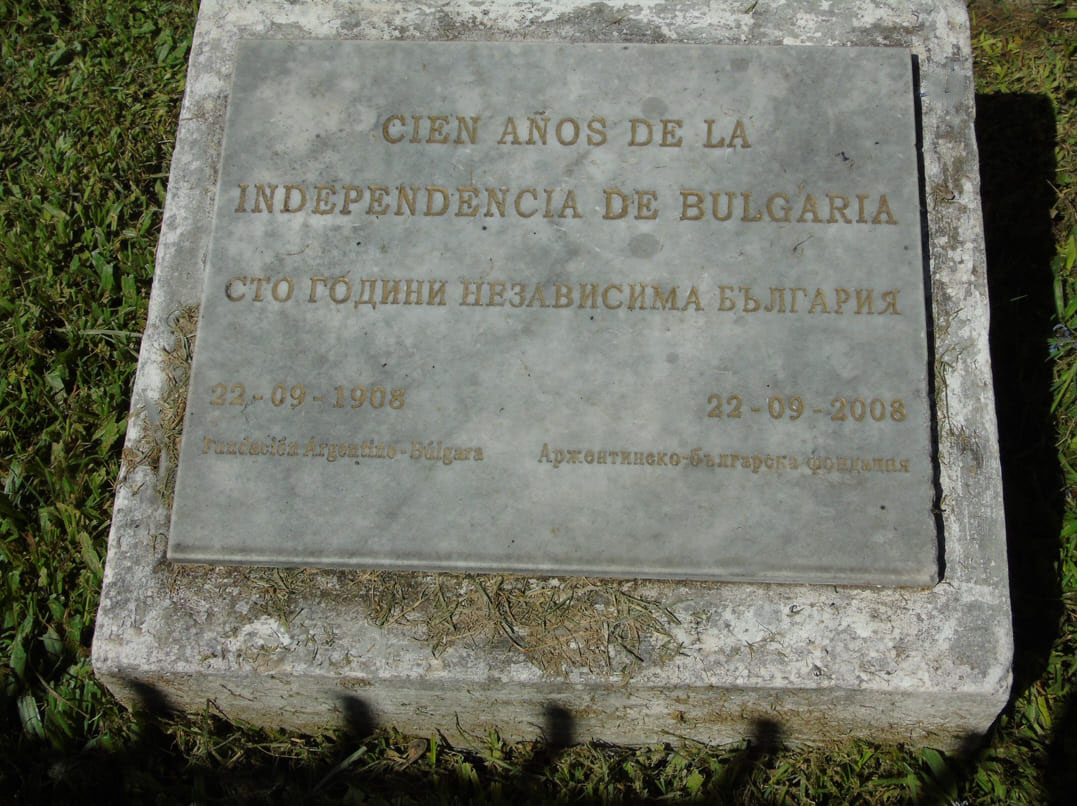 CIEN AÑOS DE LA
INDEPENDENCIA DE BULGARIA
СТО ГОДИНИ НЕЗАВИСИМА БЪЛГАРИЯ
22-09-1908 22-09-2008
Fundación Argentino-Búlgara Аржентинско-българска фондация